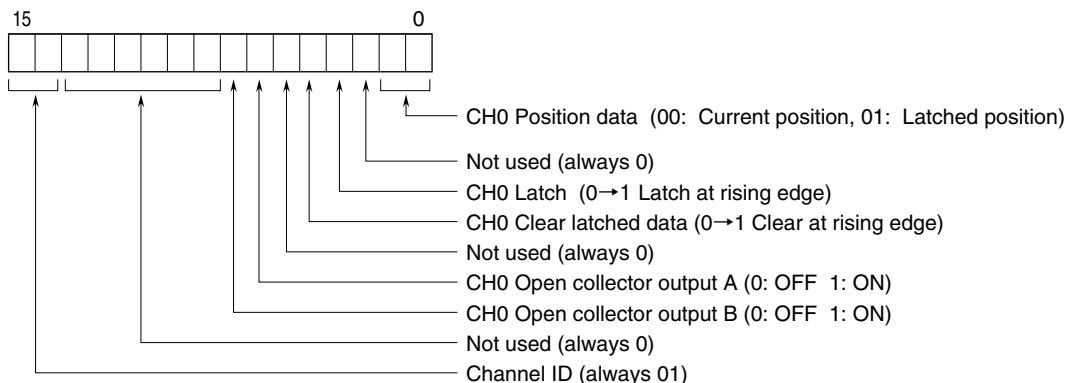 15 0
CH0 Position data (00: Current position, 01: Latched position)
Not used (always 0)
CH0 Latch (0→1 Latch at rising edge)
CH0 Clear latched data (0→1 Clear at rising edge)
Not used (always 0)
CH0 Open collector output A (0: OFF 1: ON)
CH0 Open collector output B (0: OFF 1: ON)
Not used (always 0)
Channel ID (always 01)